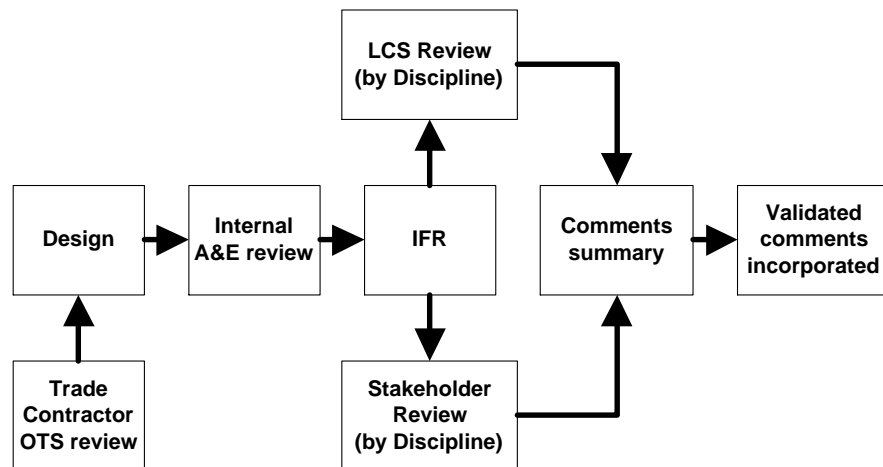 LCS Review
(by Discipline)
Design
Internal
A&E review
IFR
Comments
summary
Validated
comments
incorporated
Trade
Contractor
OTS review
Stakeholder
Review
(by Discipline)